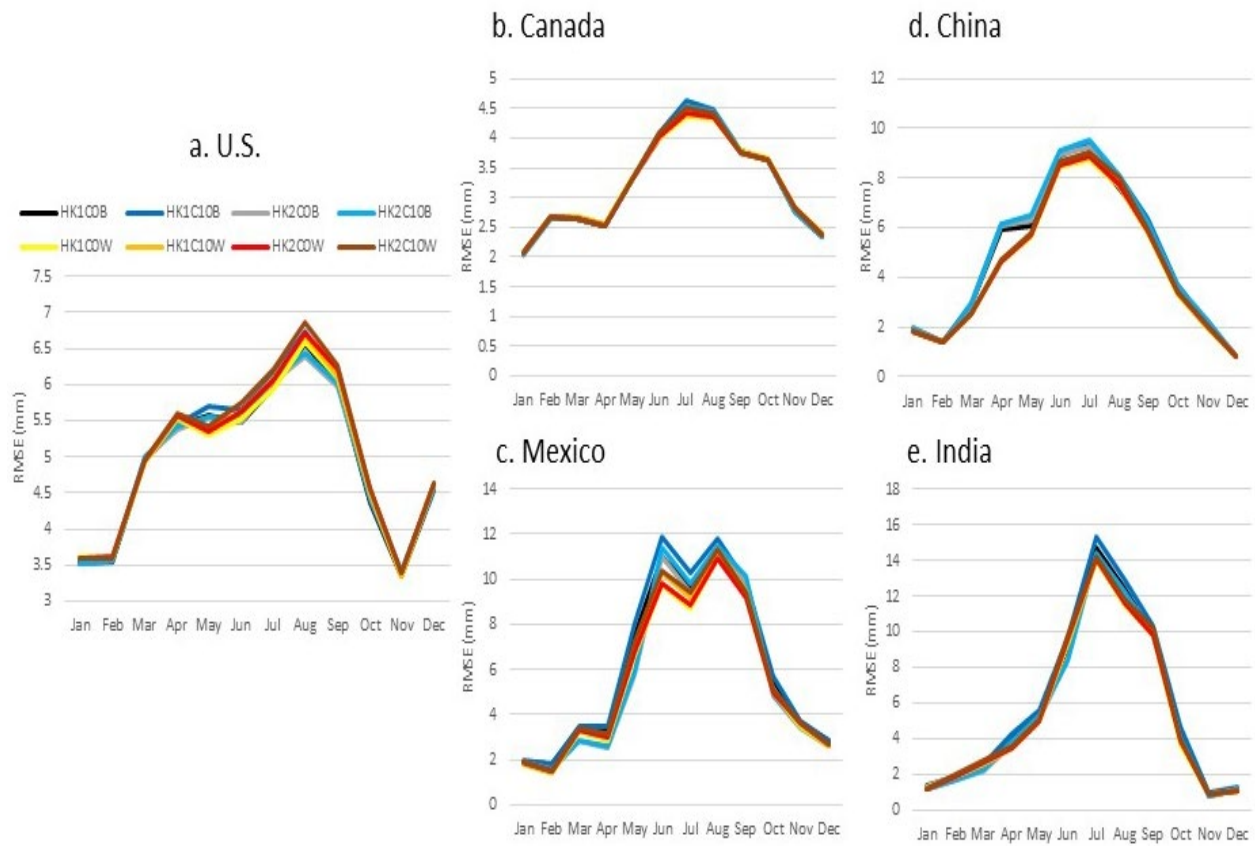 a. U.S.
HK1C0B HK1C10B HK2C0B HK2C10B
HK1C0W HK1C10W HK2C0W HK2C10W
RMSE (mm)
7.5
7
6.5
6
5.5
5
4.5
4
3.5
3
Jan Feb Mar Apr May Jun Jul Aug Sep Oct Nov Dec
b. Canada
RMSE (mm)
5
4.5
4
3.5
3
2.5
2
1.5
1
0.5
0
Jan Feb Mar Apr May Jun Jul Aug Sep Oct Nov Dec
c. Mexico
RMSE (mm)
14
12
10
8
6
4
2
0
Jan Feb Mar Apr May Jun Jul Aug Sep Oct Nov Dec
d. China
RMSE (mm)
12
10
8
6
4
2
0
Jan Feb Mar Apr May Jun Jul Aug Sep Oct Nov Dec
e. India
RMSE (mm)
18
16
14
12
10
8
6
4
2
0
Jan Feb Mar Apr May Jun Jul Aug Sep Oct Nov Dec